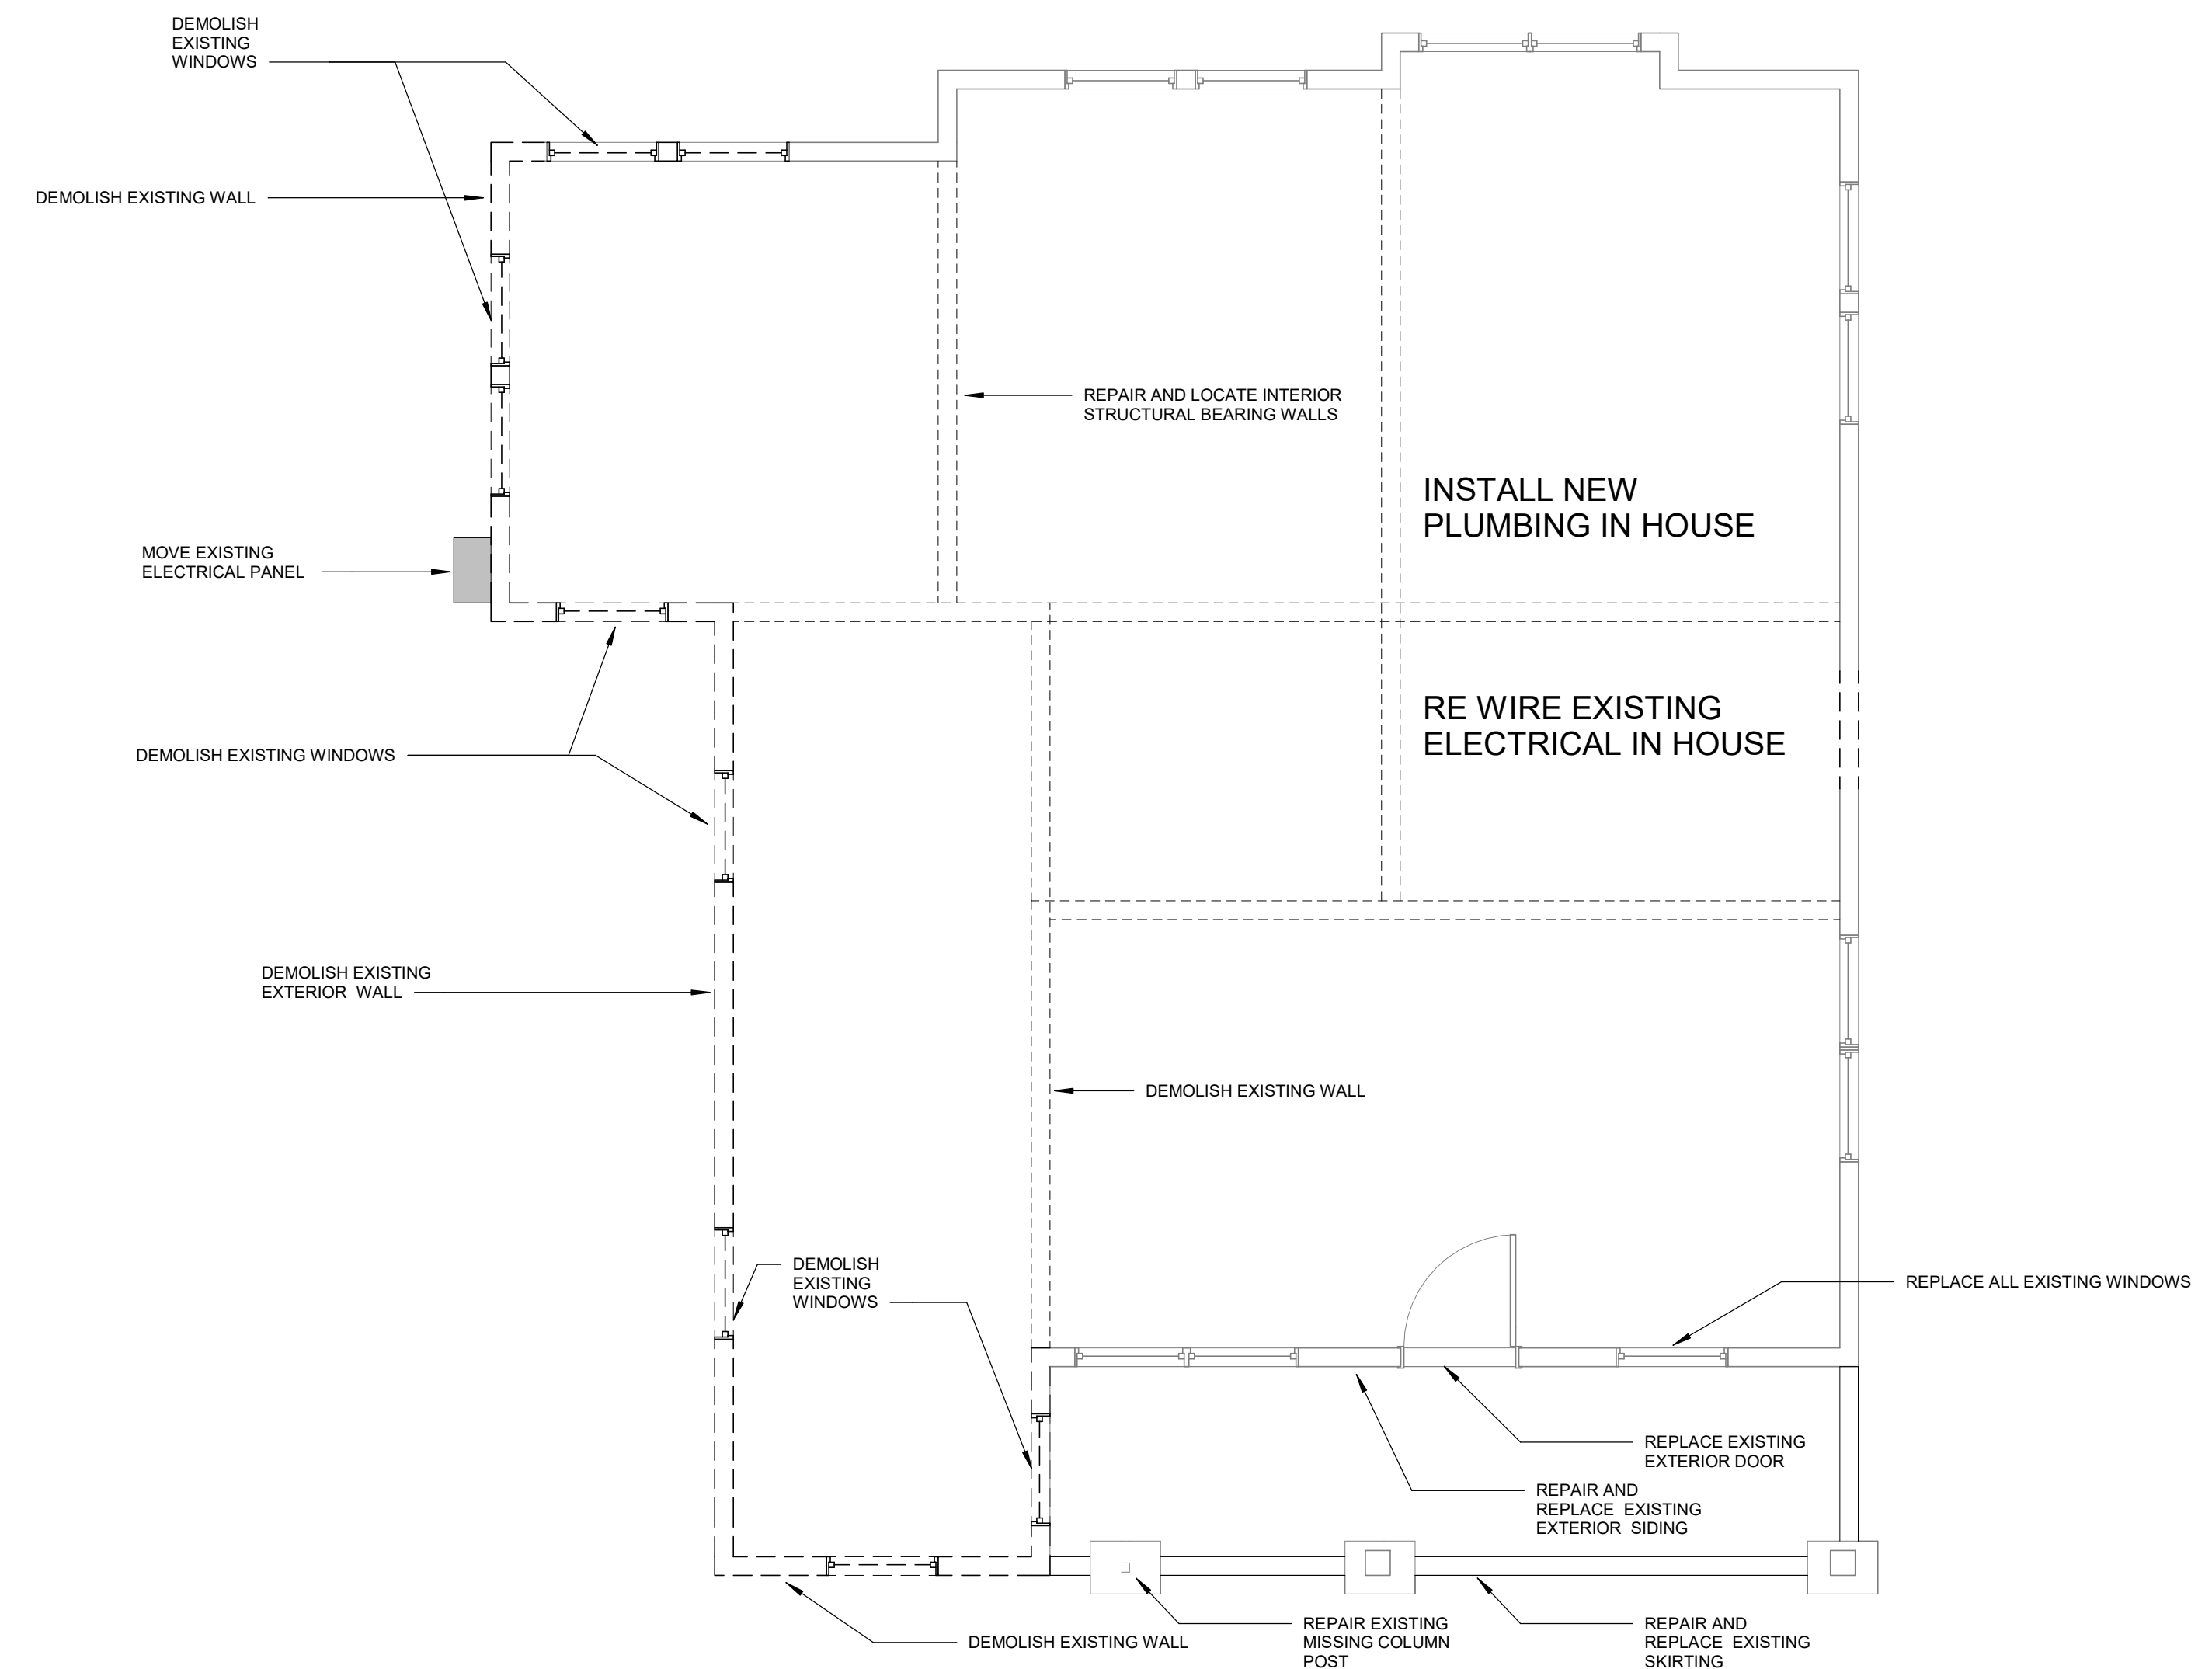 DEMOLISH
EXISTING
WINDOWS
DEMOLISH EXISTING WALL
REPAIR AND LOCATE INTERIOR
STRUCTURAL BEARING WALLS
INSTALL NEW
PLUMBING IN HOUSE
MOVE EXISTING
ELECTRICAL PANEL
RE WIRE EXISTING
ELECTRICAL IN HOUSE
DEMOLISH EXISTING WINDOWS
DEMOLISH EXISTING
EXTERIOR  WALL
DEMOLISH EXISTING WALL
DEMOLISH
EXISTING
WINDOWS
REPLACE ALL EXISTING WINDOWS
REPLACE EXISTING
EXTERIOR DOOR
REPAIR AND
REPLACE  EXISTING
EXTERIOR  SIDING
DEMOLISH EXISTING WALL
REPAIR EXISTING
MISSING COLUMN
POST
REPAIR AND
REPLACE  EXISTING
SKIRTING